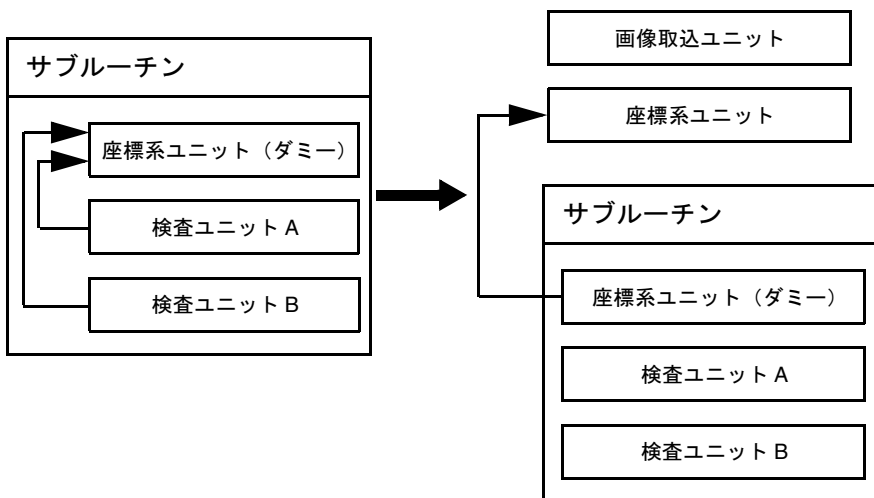 サブルーチン
座標系ユニット（ダミー）
検査ユニット A
検査ユニット B
画像取込ユニット
座標系ユニット
サブルーチン
座標系ユニット（ダミー）
検査ユニット A
検査ユニット B